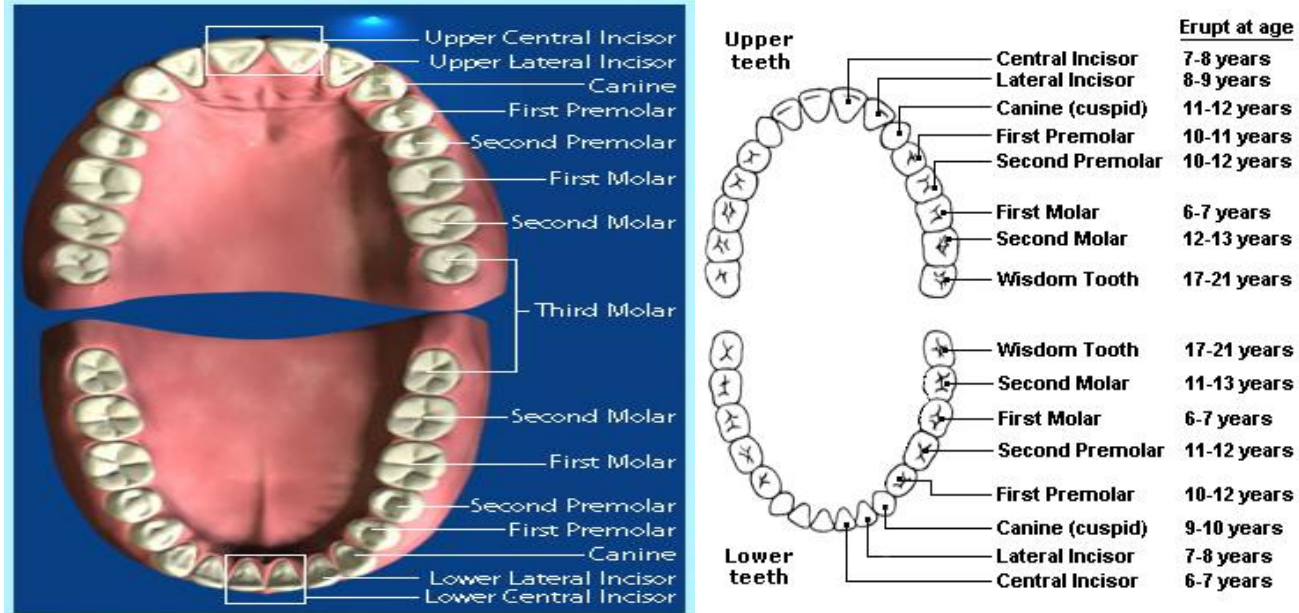 Upper Central Incisor
Upper Lateral Incisor
Canine
First Premolar
Second Premolar
First Molar
Second Molar
Third Molar
Second Molar
First Molar
Second Premolar
First Premolar
Canine
Lower Lateral Incisor
Lower Central Incisor
Erupt at age
Upper
teeth
Central Incisor 7-8 years
Lateral Incisor 8-9 years
Canine (cuspid) 11-12 years
First Premolar 10-11 years
Second Premolar 10-12 years
First Molar 6-7 years
Second Molar 12-13 years
Wisdom Tooth 17-21 years
Wisdom Tooth 17-21 years
Second Molar 11-13 years
First Molar 6-7 years
Second Premolar 11-12 years
First Premolar 10-12 years
Canine (cuspid) 9-10 years
Lateral Incisor 7-8 years
Central Incisor 6-7 years
Lower
teeth